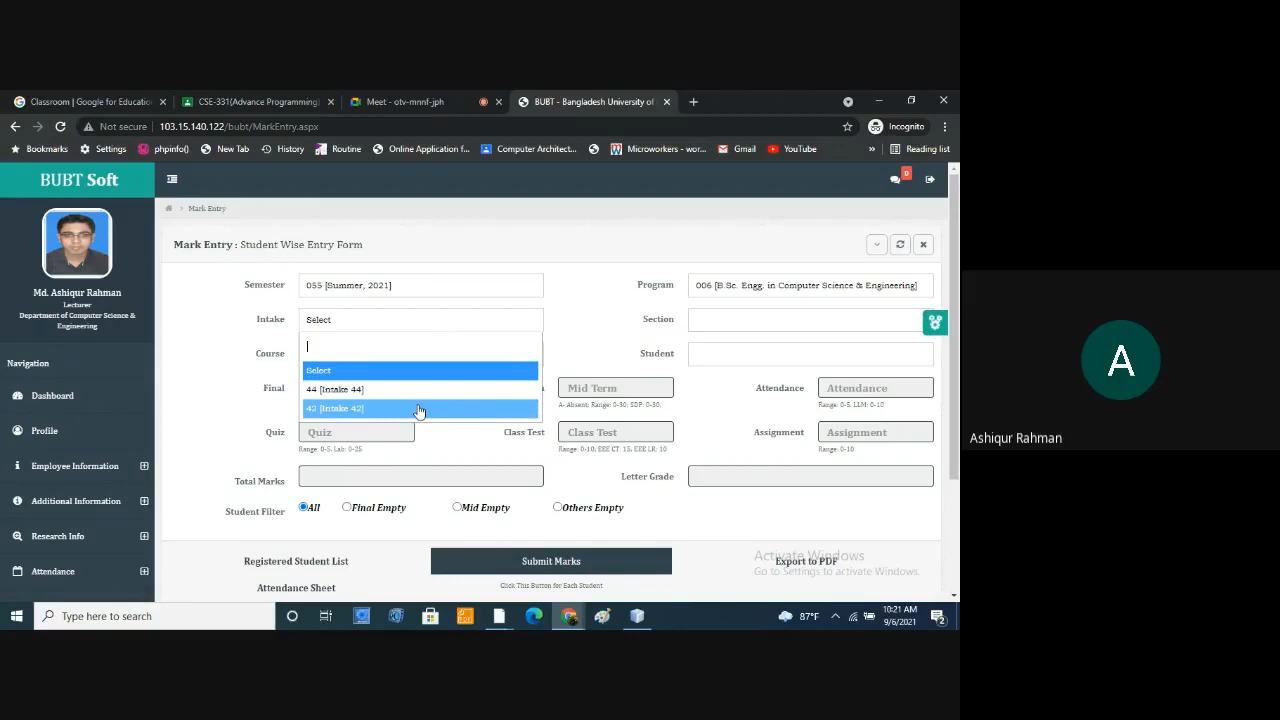 Classroom | Google for Educatio
CSE-331(Advance Programming)
Meet - otv-mnnf-jph
BUBT - Bangladesh University of
Not secure | 103.15.140.122/bubt/MarkEntry.aspx
Incognito
Bookmarks Settings phpinfo() New Tab History Routine Online Application f... Computer Architect... Microworkers - wor... Gmail YouTube » Reading list
BUBT Soft
0
Mark Entry
Md. Ashiqur Rahman
Lecturer
Department of Computer Science &
Engineering
Navigation
Dashboard
Profile
Employee Information
Additional Information
Research Info
Attendance
Mark Entry : Student Wise Entry Form
Semester 055 [Summer, 2021] Program 006 [B.Sc. Engg. in Computer Science & Engineering]
Intake Select Section
Course Student
Select
44 [Intake 44]
42 [Intake 42]
Final Mid Term Attendance Attendance
A- Absent; Range: 0-30; SDP: 0-30. Range: 0-5. LLM: 0-10
Quiz Quiz Class Test Class Test Assignment Assignment
Range: 0-5. Lab: 0-25 Range: 0-10; EEE CT: 15; EEE LR: 10 Range: 0-10
Total Marks Letter Grade
Student Filter All Final Empty Mid Empty Others Empty
Registered Student List Submit Marks Export to PDF
Attendance Sheet Click This Button for Each Student
Activate Windows
Go to Settings to activate Windows.
Type here to search
87°F
10:21 AM
9/6/2021
2
A
Ashiqur Rahman